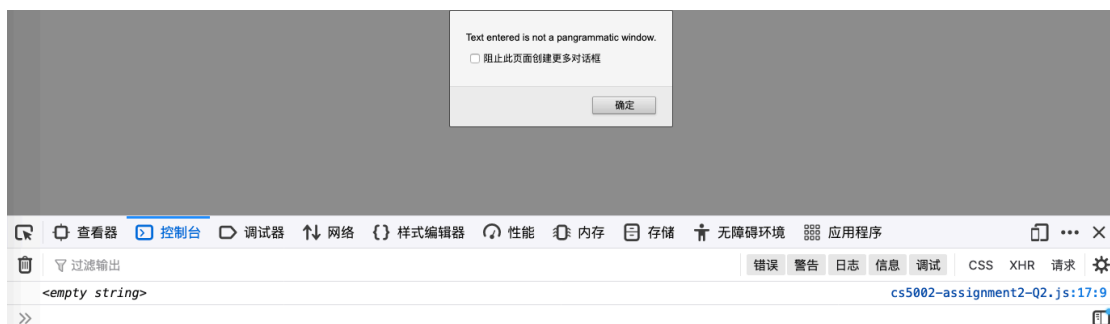 Text entered is not a pangrammatic window.
阻止此页面创建更多对话框
确定
查看器 控制台 调试器 网络 {} 样式编辑器 性能 内存 存储 无障碍环境 应用程序
过滤输出 错误 警告 日志 信息 调试 CSS XHR 请求
<empty string> cs5002-assignment2-Q2.js:17:9